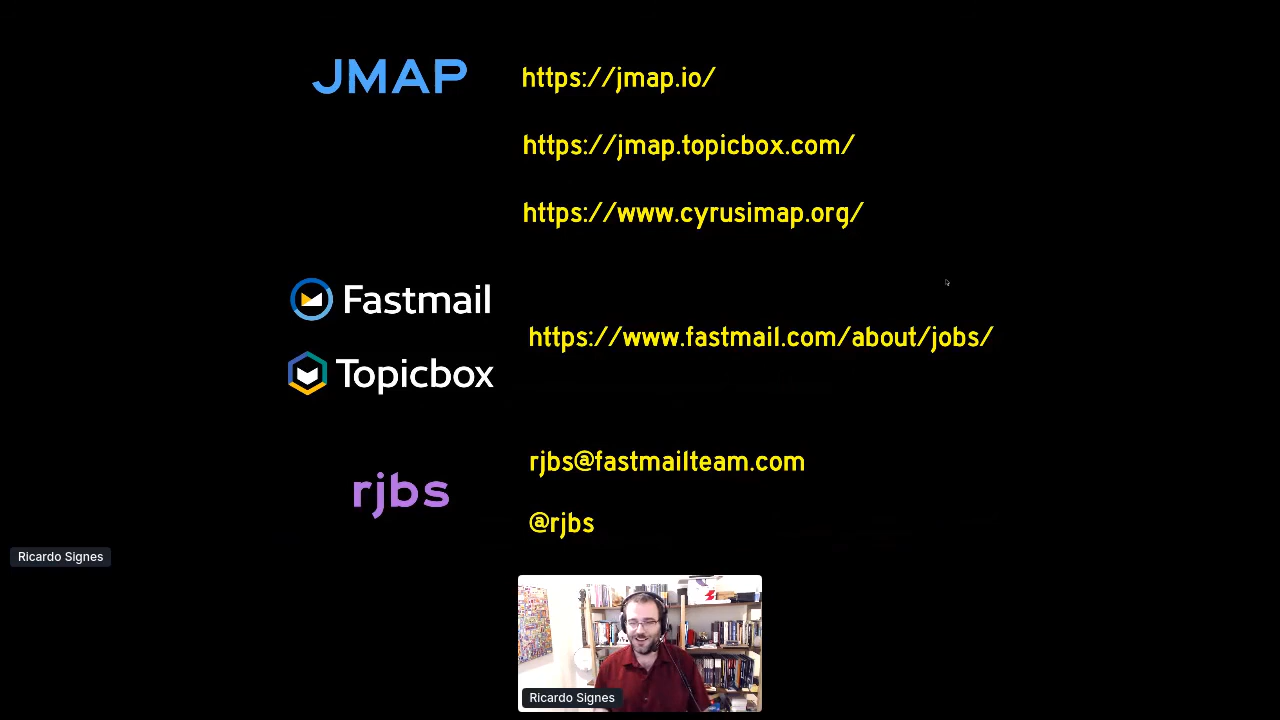 JMAP
https://jmap.io/
https://jmap.topicbox.com/
https://www.cyrusimap.org/
Fastmail
https://www.fastmail.com/about/jobs/
Topicbox
rjbs@fastmailteam.com
rjbs
@rjbs
Ricardo Signes
Ricardo Signes